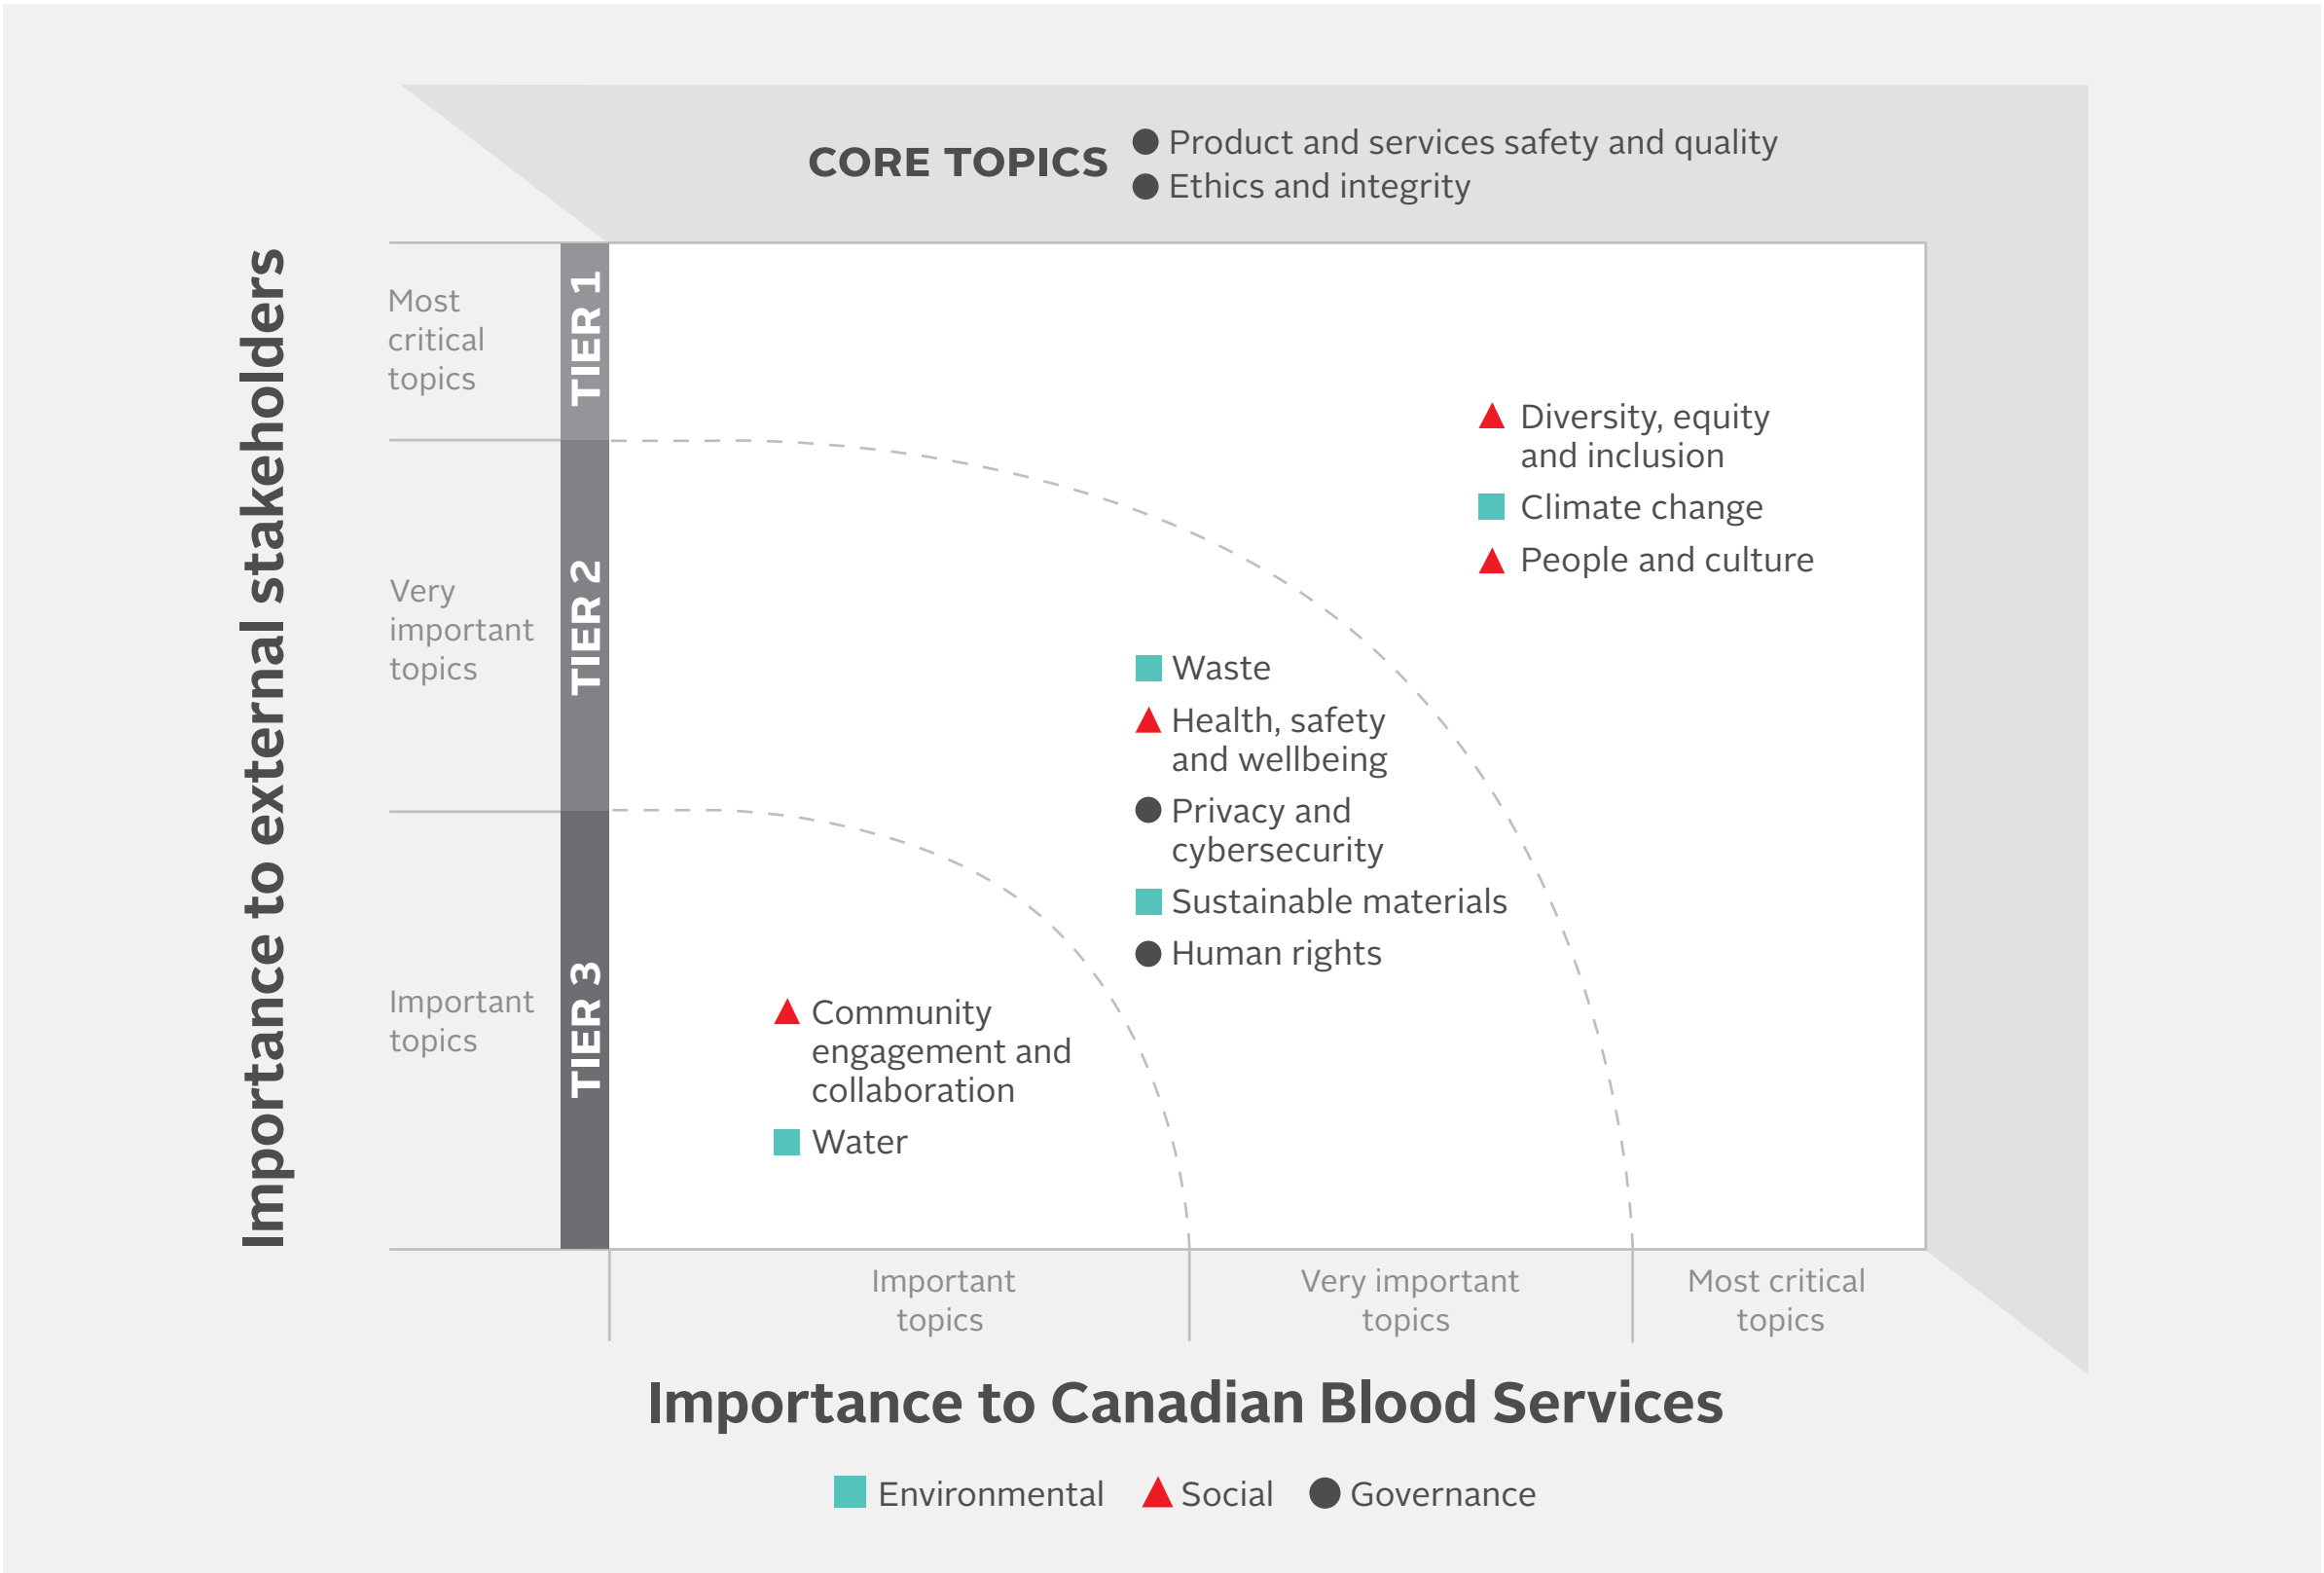 CORE TOPICS
Product and services safety and quality
Ethics and integrity
Importance to external stakeholders
Most
critical
topics
TIER 1
Very
important
topics
TIER 2
Important
topics
TIER 3
Diversity, equity
and inclusion
Climate change
People and culture
Waste
Health, safety
and wellbeing
Privacy and
cybersecurity
Sustainable materials
Human rights
Community
engagement and
collaboration
Water
Important
topics
Very important
topics
Most critical
topics
Importance to Canadian Blood Services
Environmental
Social
Governance